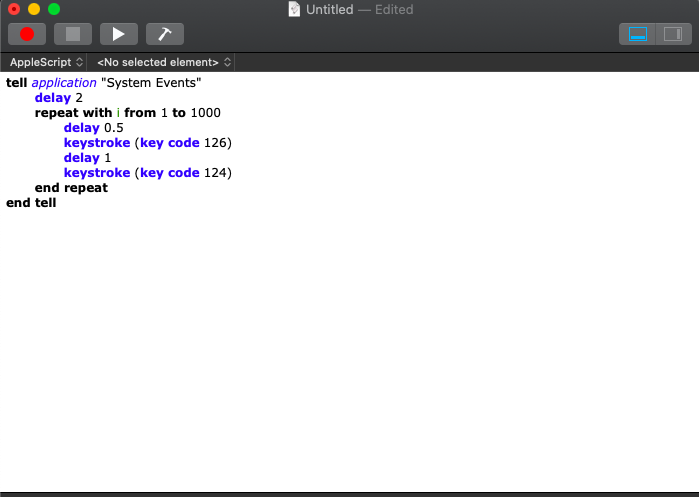 Untitled — Edited
AppleScript <No selected element>
tell application "System Events"
delay 2
repeat with i from 1 to 1000
delay 0.5
keystroke (key code 126)
delay 1
keystroke (key code 124)
end repeat
end tell